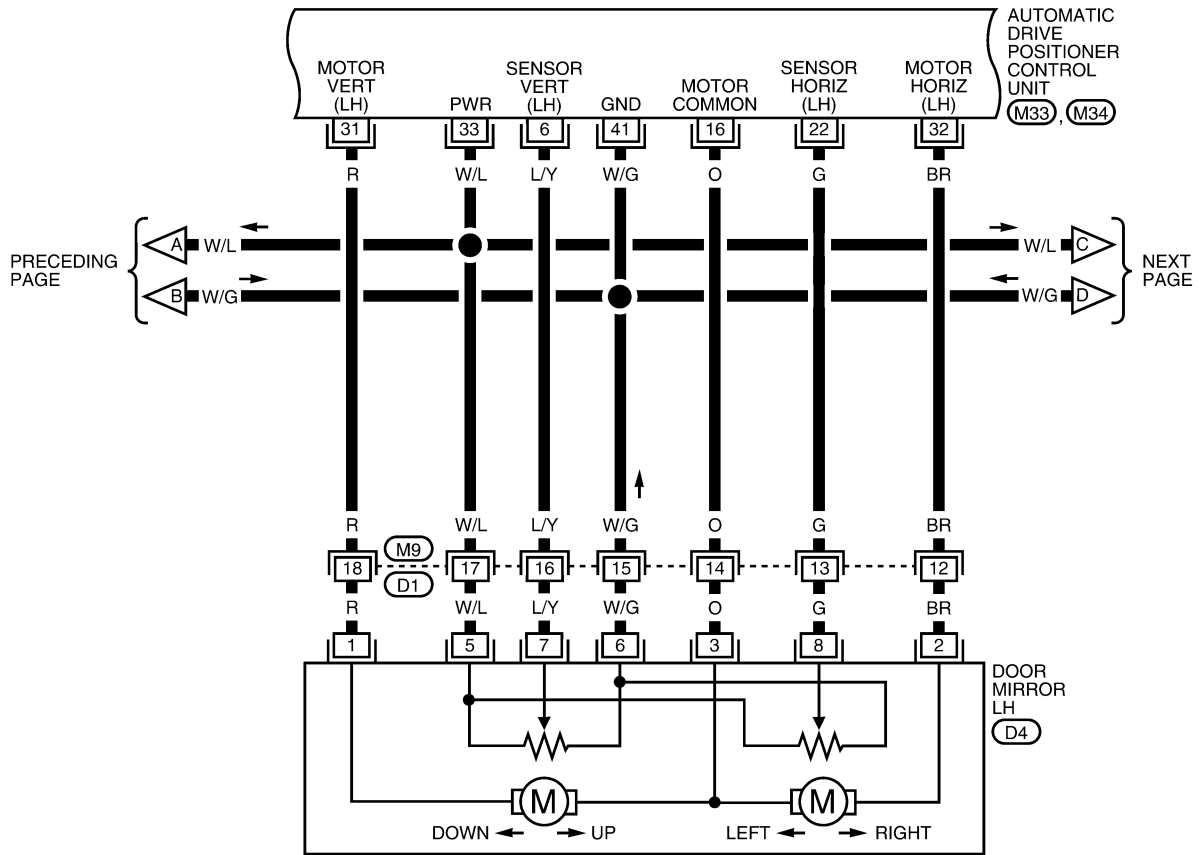 AUTOMATIC
DRIVE
POSITIONER
CONTROL
UNIT
M33 , M34
MOTOR
VERT
(LH)
PWR
SENSOR
VERT
(LH)
GND
MOTOR
COMMON
SENSOR
HORIZ
(LH)
MOTOR
HORIZ
(LH)
31 33 6 41 16 22 32
R W/L L/Y W/G O G BR
PRECEDING
PAGE
A W/L W/L C
B W/G W/G D
NEXT
PAGE
R W/L L/Y W/G O G BR
M9
18 17 16 15 14 13 12
D1
R W/L L/Y W/G O G BR
1 5 7 6 3 8 2
DOOR
MIRROR
LH
D4
M M
DOWN UP LEFT RIGHT